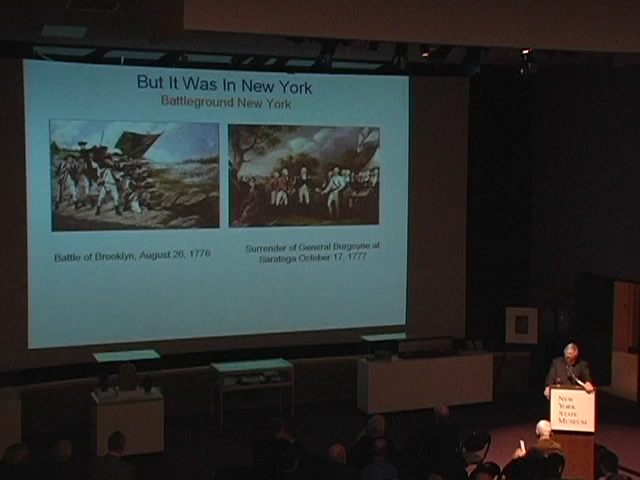 But It Was In New York
Battleground New York
Battle of Brooklyn, August 26, 1776
Surrender of General Burgoyne at
Saratoga October 17, 1777
NEW
YORK
STATE
MUSEUM